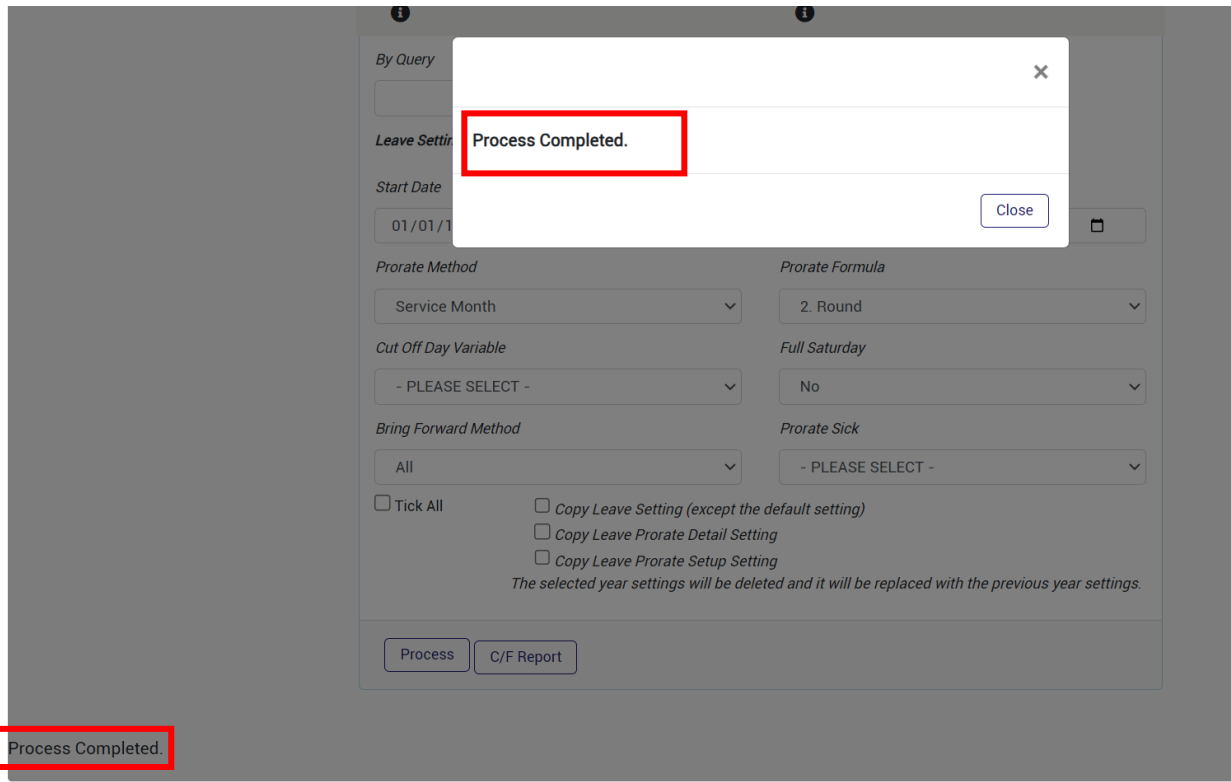 By Query
Process Completed.
Leave Settin
Start Date
01/01/1
Close
Prorate Method
Prorate Formula
Service Month
2. Round
Cut Off Day Variable
Full Saturday
- PLEASE SELECT -
No
Bring Forward Method
Prorate Sick
All
- PLEASE SELECT -
Tick All
Copy Leave Setting (except the default setting)
Copy Leave Prorate Detail Setting
Copy Leave Prorate Setup Setting
The selected year settings will be deleted and it will be replaced with the previous year settings.
Process
C/F Report
Process Completed.